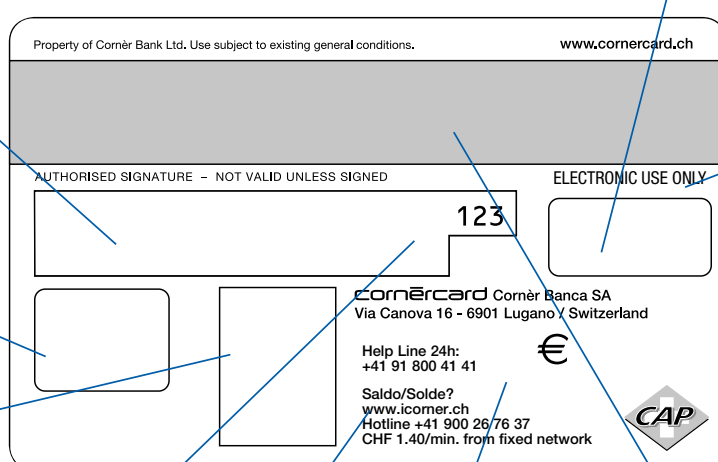 Property of Cornèr Bank Ltd. Use subject to existing general conditions.
www.cornercard.ch
AUTHORISED SIGNATURE – NOT VALID UNLESS SIGNED
ELECTRONIC USE ONLY
123
cornèrcard Cornèr Banca SA
Via Canova 16 - 6901 Lugano / Switzerland
Help Line 24h:
+41 91 800 41 41
€
Saldo/Solde?
www.icorner.ch
Hotline +41 900 26 76 37
CHF 1.40/min. from fixed network
CAP